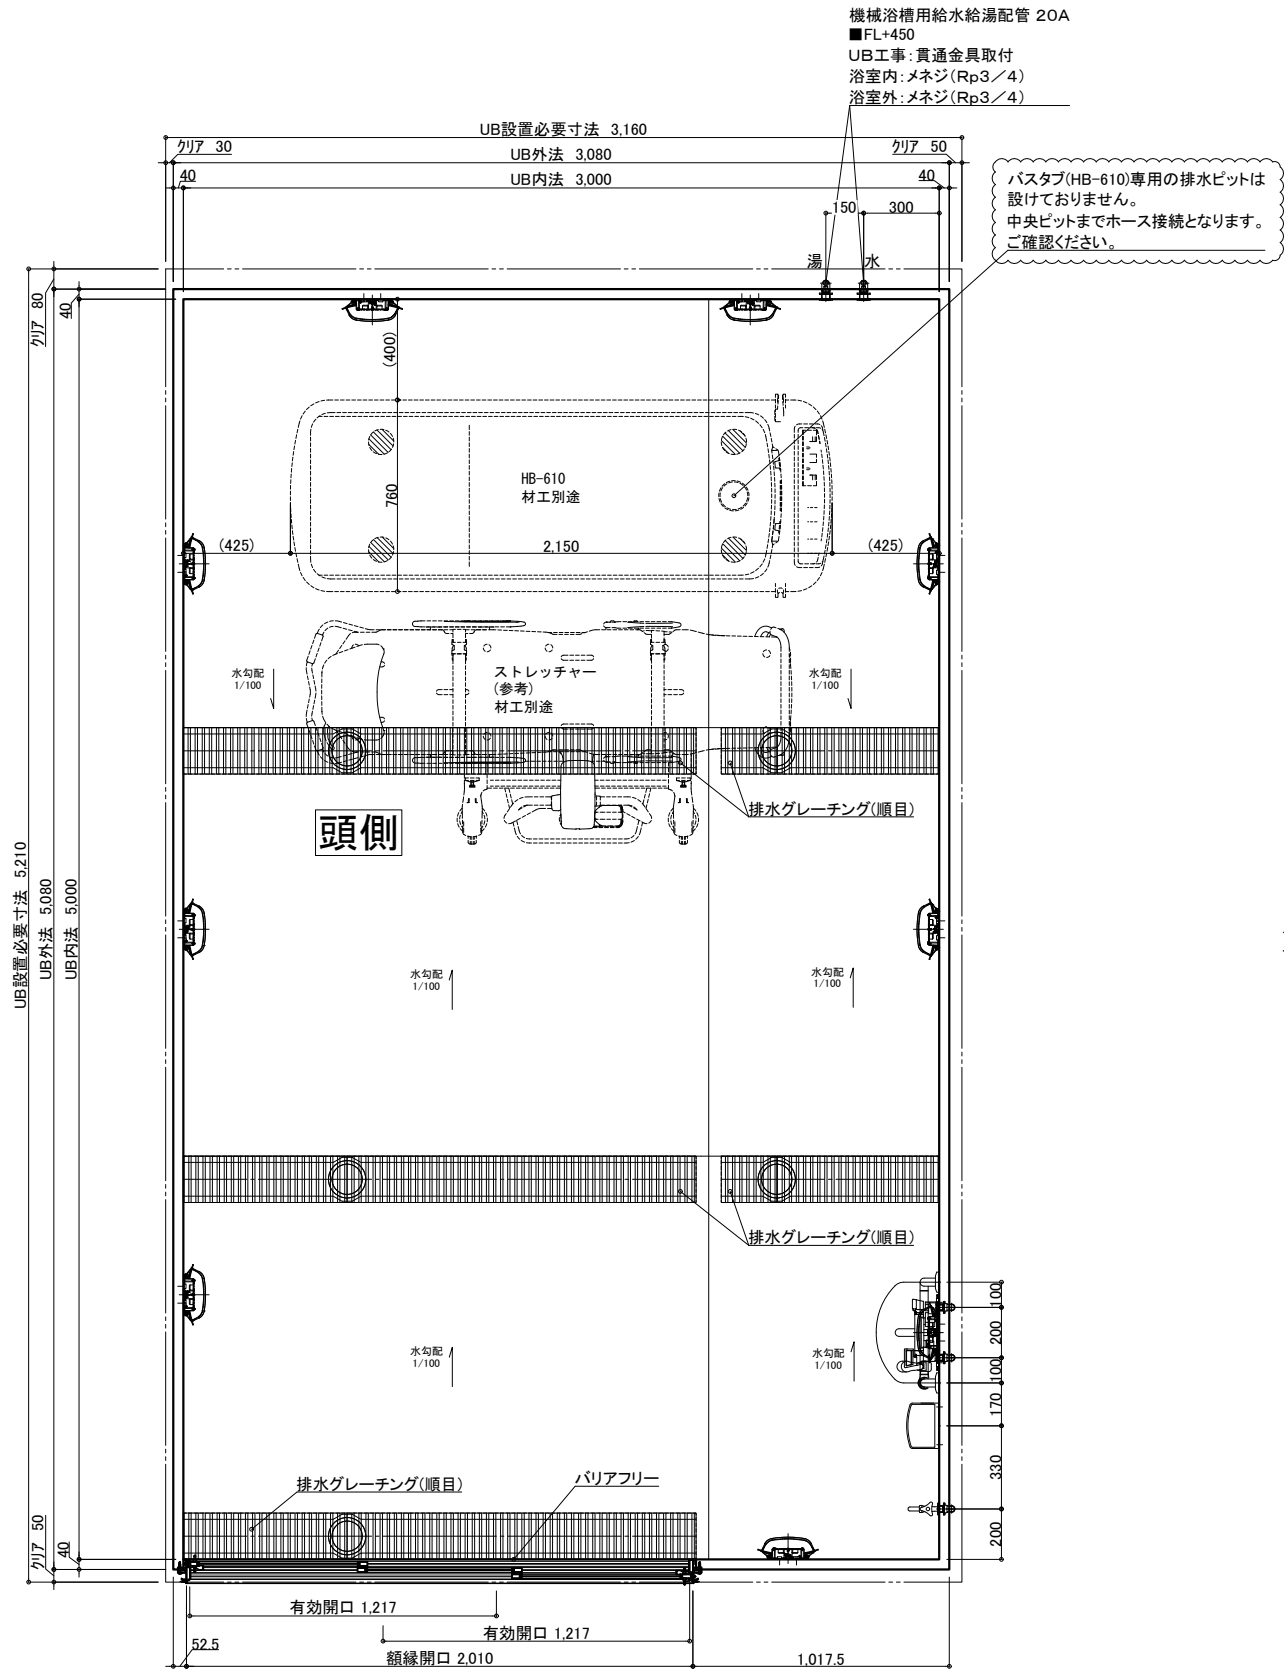 機械浴槽用給水給湯配管 20A
■FL+450
UB工事:貫通金具取付
浴室内:メネジ(Rp3／4)
浴室外:メネジ(Rp3／4)
UB設置必要寸法 3,160
クリア 30
UB外法 3,080
クリア 50
40
UB内法 3,000
40
バスタブ(HB-610)専用の排水ピットは
設けておりません。
中央ピットまでホース接続となります。
ご確認ください。
150
300
湯
水
クリア 80
40
(400)
760
HB-610
材工別途
(425)
2,150
(425)
水勾配
1/100
ストレッチャー
(参考)
材工別途
水勾配
1/100
排水グレーチング(順目)
頭側
UB設置必要寸法 5,210
UB外法 5,080
UB内法 5,000
水勾配
1/100
水勾配
1/100
排水グレーチング(順目)
100
200
100
170
330
200
水勾配
1/100
水勾配
1/100
排水グレーチング(順目)
バリアフリー
クリア 50
40
有効開口 1,217
有効開口 1,217
52.5
額縁開口 2,010
1,017.5